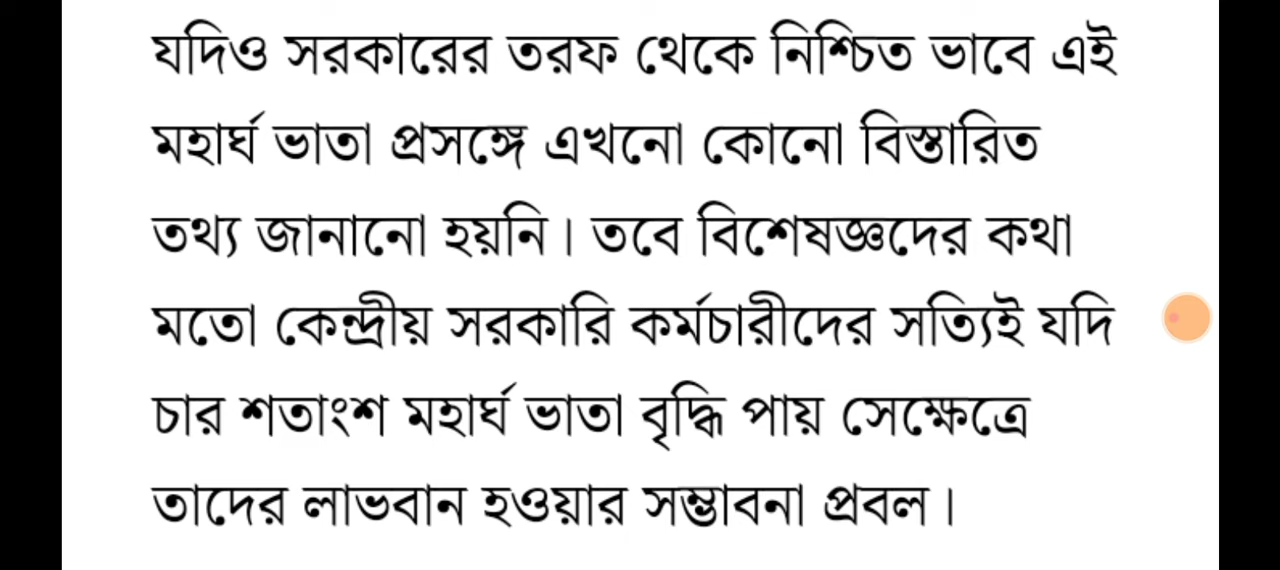 যদিও সরকারের তরফ থেকে নিশ্চিত ভাবে এই
মহার্ঘ ভাতা প্রসঙ্গে এখনো কোনো বিস্তারিত
তথ্য জানানো হয়নি। তবে বিশেষজ্ঞদের কথা
মতো কেন্দ্রীয় সরকারি কর্মচারীদের সত্যিই যদি
চার শতাংশ মহার্ঘ ভাতা বৃদ্ধি পায় সেক্ষেত্রে
তাদের লাভবান হওয়ার সম্ভাবনা প্রবল।